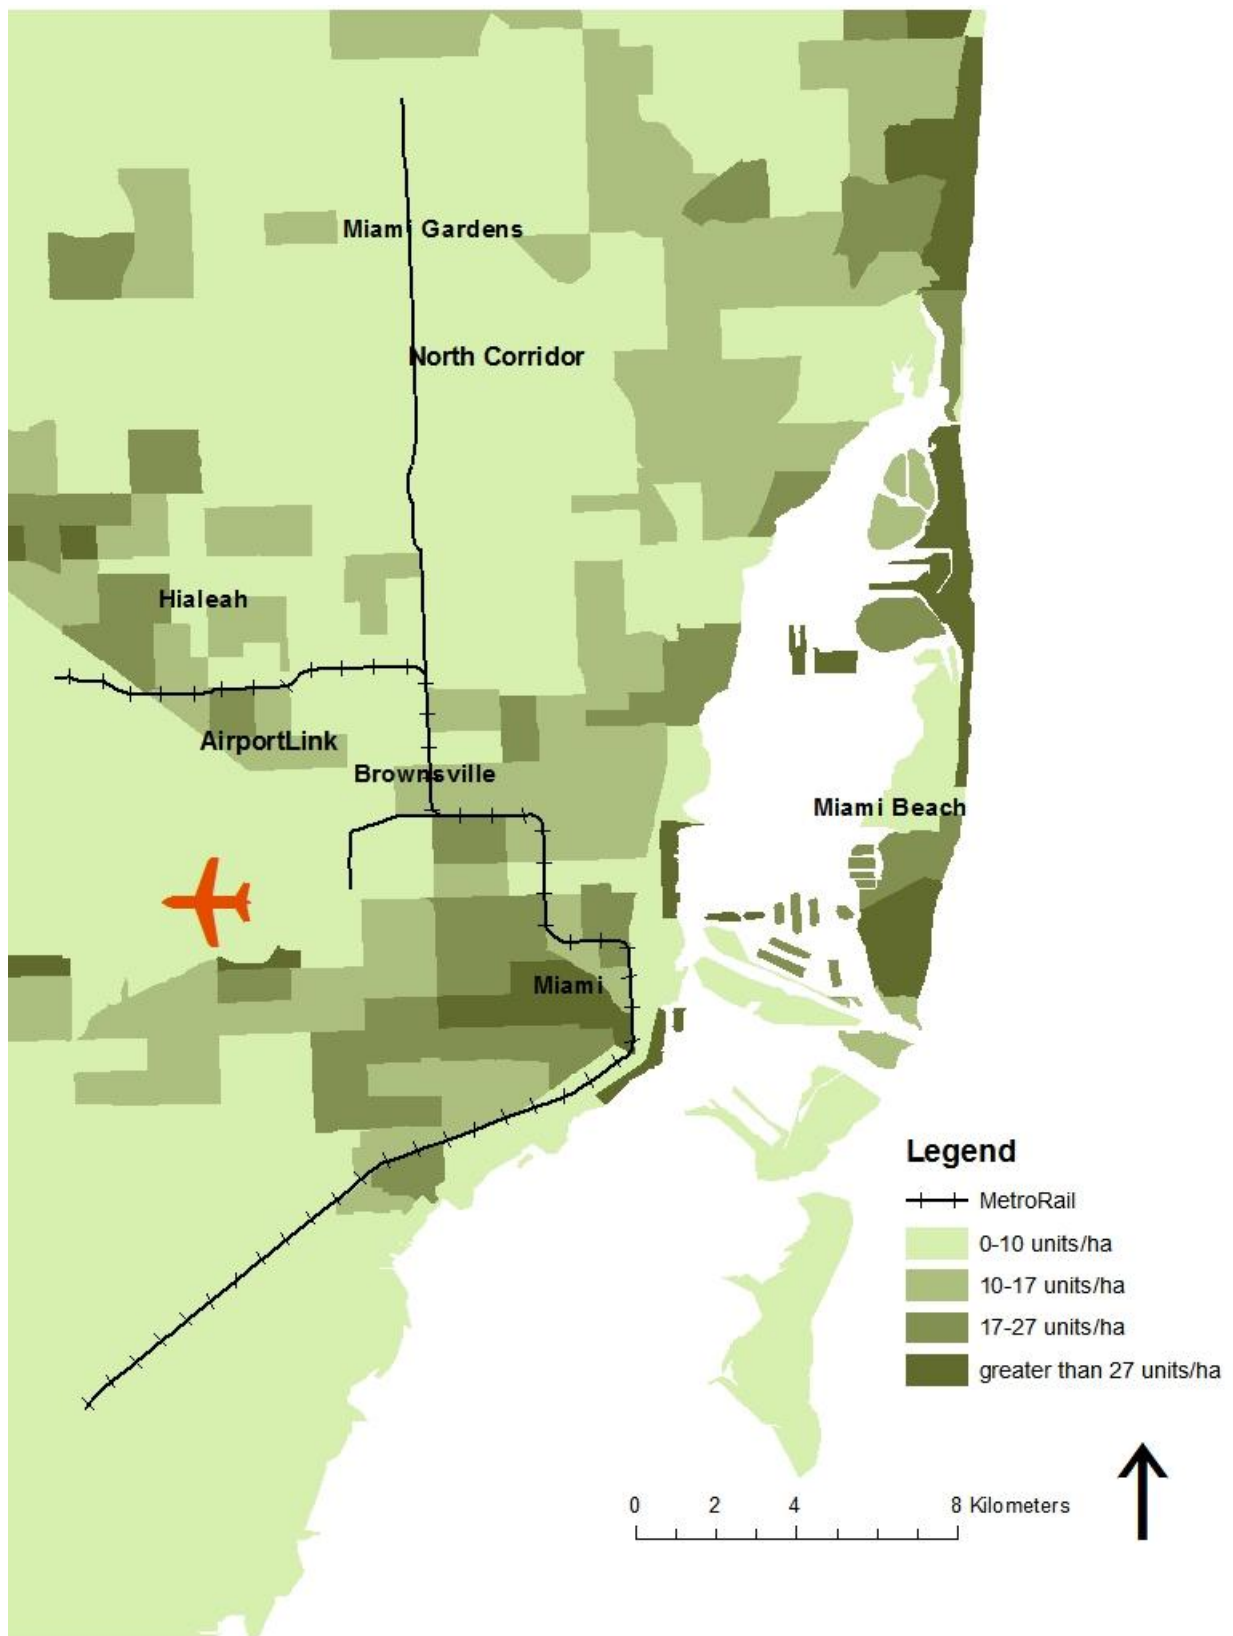 Miami Gardens
North Corridor
Hialeah
AirportLink
Brownsville
Miami Beach
Miami
Legend
MetroRail
0-10 units/ha
10-17 units/ha
17-27 units/ha
greater than 27 units/ha
0 2 4 8 Kilometers